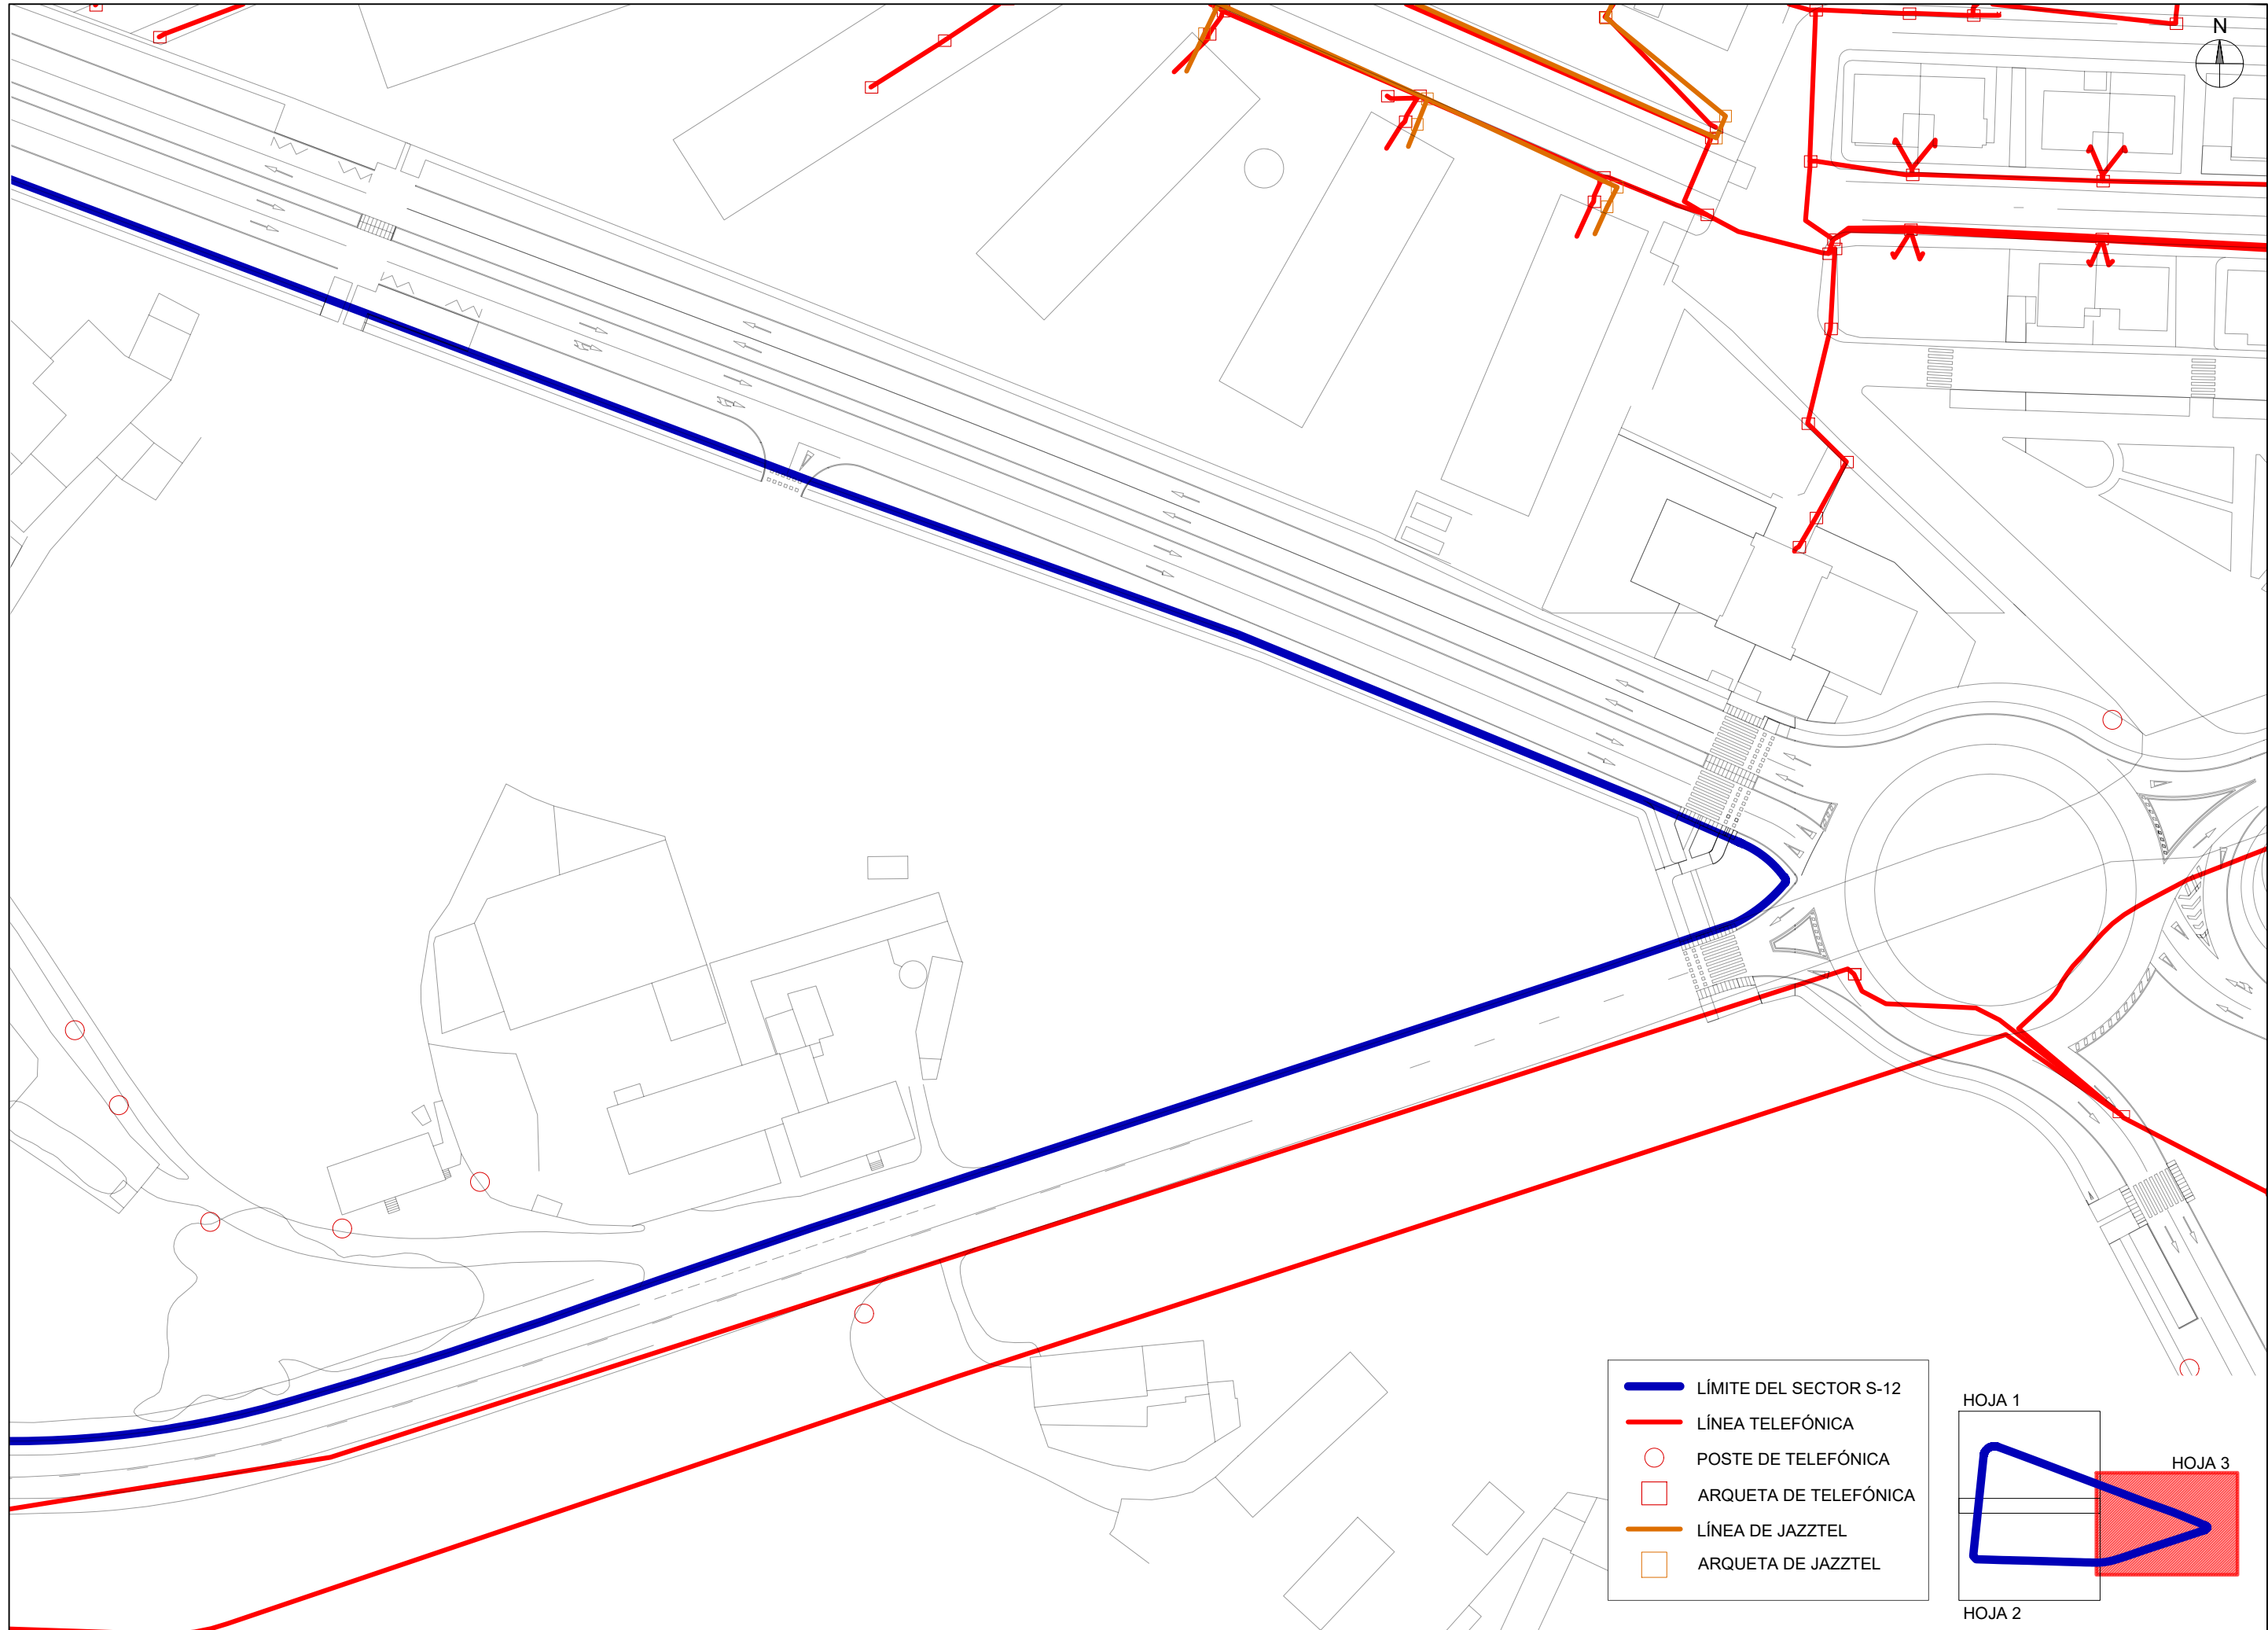 N
LÍMITE DEL SECTOR S-12
LÍNEA TELEFÓNICA
POSTE DE TELEFÓNICA
ARQUETA DE TELEFÓNICA
LÍNEA DE JAZZTEL
ARQUETA DE JAZZTEL
HOJA 1
HOJA 3
HOJA 2